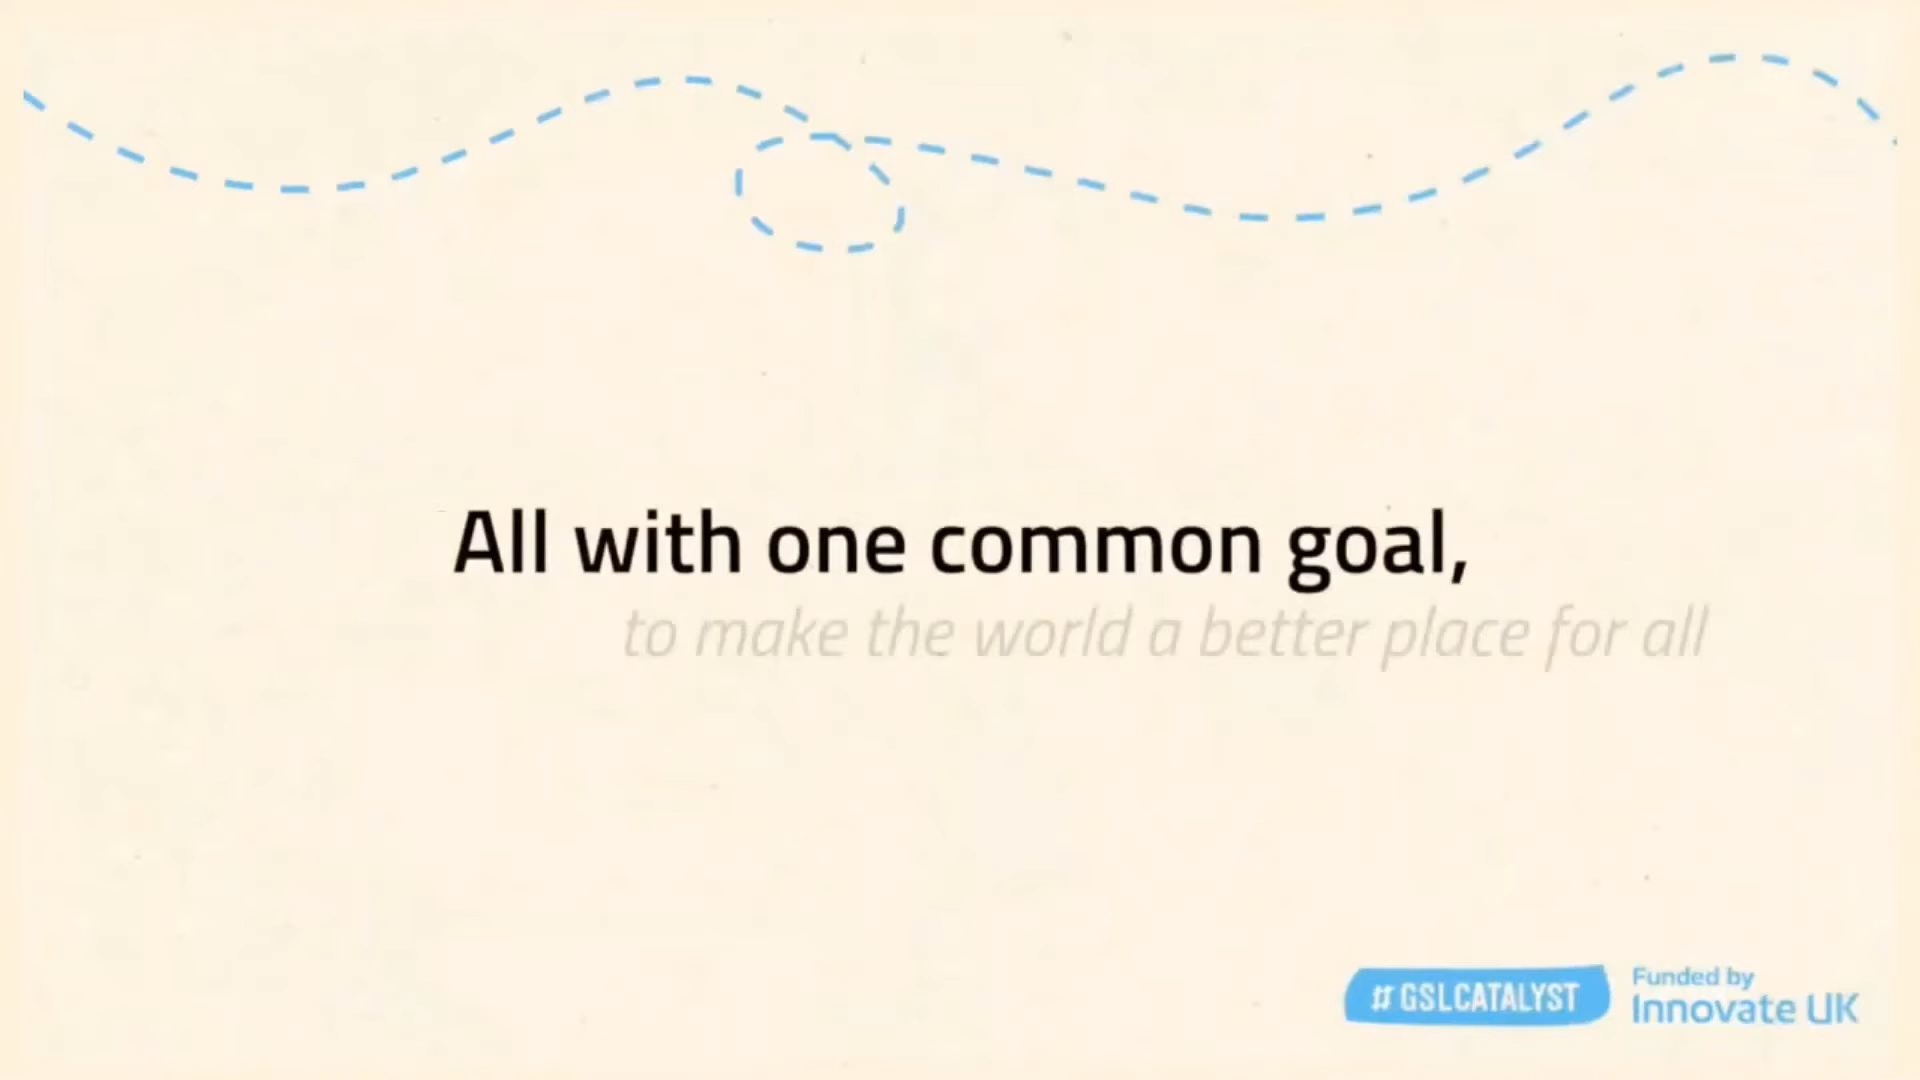 All with one common goal,
to make the world a better place for all
#GSLCATALYST
Funded by
Innovate UK